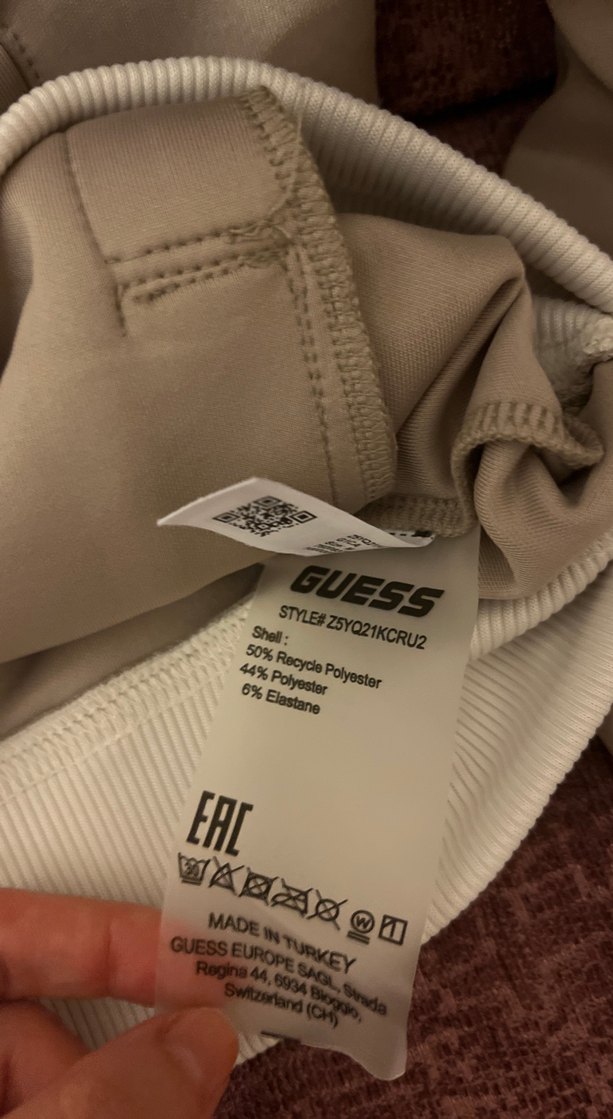 GUESS
STYLE# Z5YQ21KCRU2
Shell :
50% Recycle Polyester
44% Polyester
6% Elastane
EAC
30
W
MADE IN TURKEY
GUESS EUROPE SAGL, Strada
Regina 44, 6934 Bioggio,
Switzerland (CH)